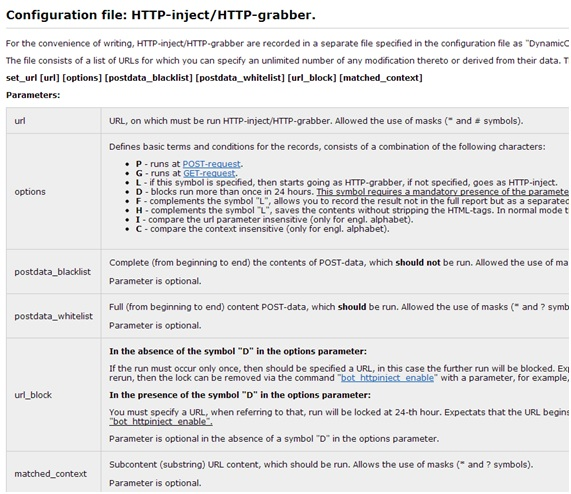 Configuration file: HTTP-inject/HTTP-grabber.
For the convenience of writing, HTTP-inject/HTTP-grabber are recorded in a separate file specified in the configuration file as "DynamicC
The file consists of a list of URLs for which you can specify an unlimited number of any modification thereto or derived from their data. T
set_url [url] [options] [postdata_blacklist] [postdata_whitelist] [url_block] [matched_context]
Parameters:
url
URL, on which must be run HTTP-inject/HTTP-grabber. Allowed the use of masks (* and # symbols).
options
Defines basic terms and conditions for the records, consists of a combination of the following characters:
• P - runs at POST-request.
• G - runs at GET-request.
• L - if this symbol is specified, then starts going as HTTP-grabber, if not specified, goes as HTTP-inject.
• D - blocks run more than once in 24 hours. This symbol requires a mandatory presence of the parameter
• F - complements the symbol "L", allows you to record the result not in the full report but as a separated
• H - complements the symbol "L", saves the contents without stripping the HTML-tags. In normal mode t
• I - compare the url parameter insensitive (only for engl. alphabet).
• C - compare the context insensitive (only for engl. alphabet).
postdata_blacklist
Complete (from beginning to end) the contents of POST-data, which should not be run. Allowed the use of ma
Parameter is optional.
postdata_whitelist
Full (from beginning to end) content POST-data, which should be run. Allowed the use of masks (* and ? symb
Parameter is optional.
url_block
In the absence of the symbol "D" in the options parameter:
If the run must occur only once, then should be specified a URL, in this case the further run will be blocked. Exp
rerun, then the lock can be removed via the command "bot_httpinject_enable" with a parameter, for example,
In the presence of the symbol "D" in the options parameter:
You must specify a URL, when referring to that, run will be locked at 24-th hour. Expectats that the URL begins
"bot_httpinject_enable".
Parameter is optional in the absence of a symbol "D" in the options parameter.
matched_context
Subcontent (substring) URL content, which should be run. Allows the use of masks (* and ? symbols).
Parameter is optional.